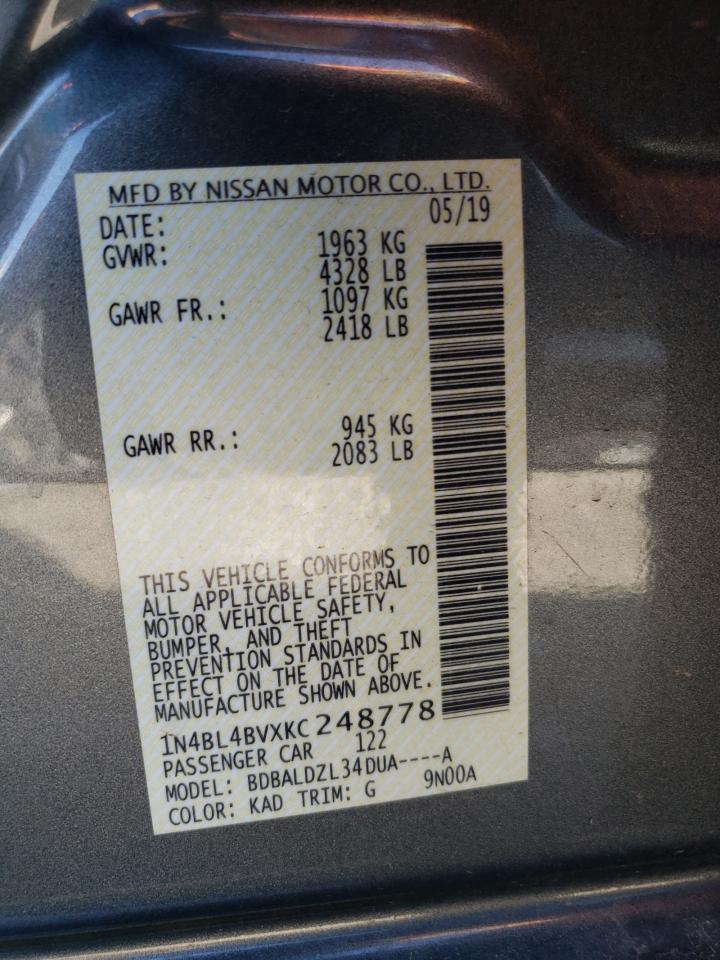 MFD BY NISSAN MOTOR CO., LTD.
DATE: 05/19
GVWR: 1963 KG
4328 LB
GAWR FR.: 1097 KG
2418 LB
GAWR RR.: 945 KG
2083 LB
THIS VEHICLE CONFORMS TO
ALL APPLICABLE FEDERAL
MOTOR VEHICLE SAFETY,
BUMPER, AND THEFT
PREVENTION STANDARDS IN
EFFECT ON THE DATE OF
MANUFACTURE SHOWN ABOVE.
1N4BL4BVXKC248778
PASSENGER CAR 122
MODEL: BDBALDZL34DUA----A
COLOR: KAD TRIM: G 9N00A